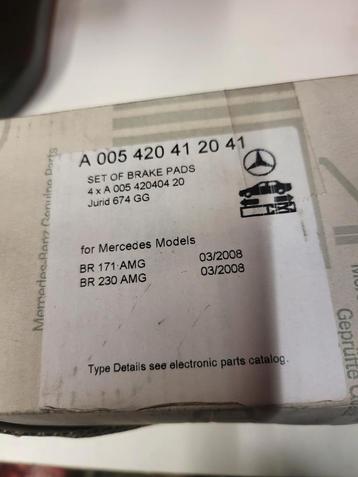 A 005 420 41 20 41
SET OF BRAKE PADS
4 x A 005 420404 20
Jurid 674 GG
for Mercedes Models
BR 171 AMG 03/2008
BR 230 AMG 03/2008
Type Details see electronic parts catalog.
Mercedes-Benz Genuine Parts
Geprüfte